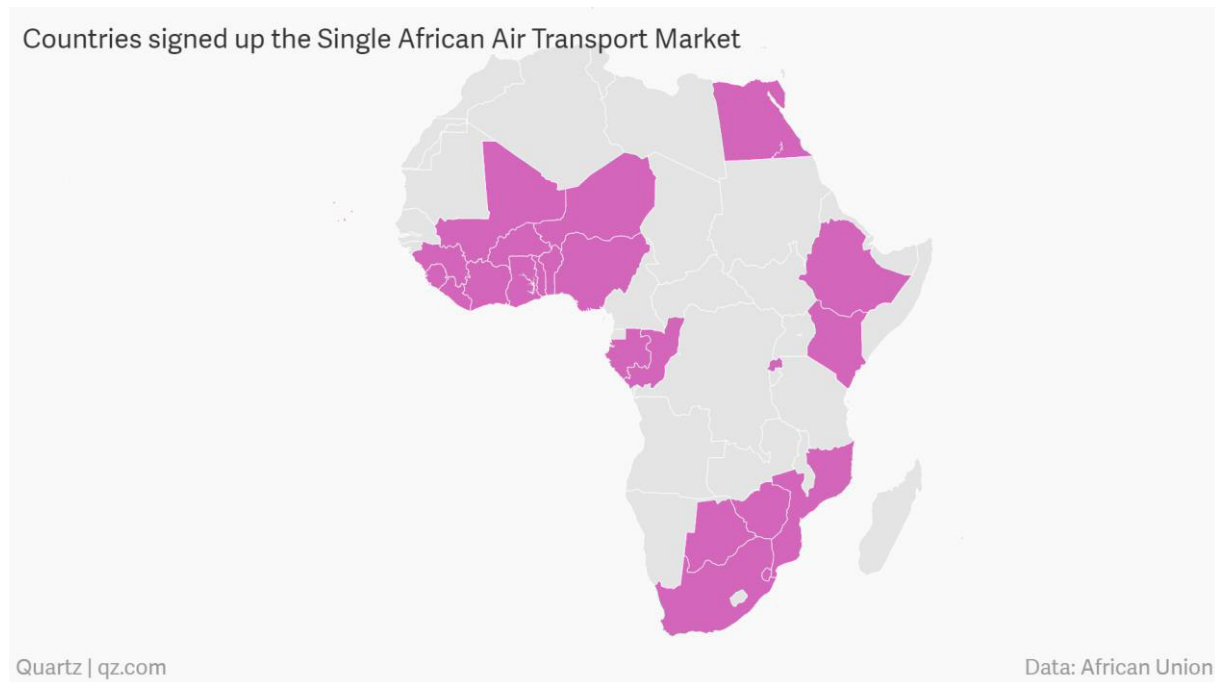 Countries signed up the Single African Air Transport Market
Quartz | qz.com
Data: African Union